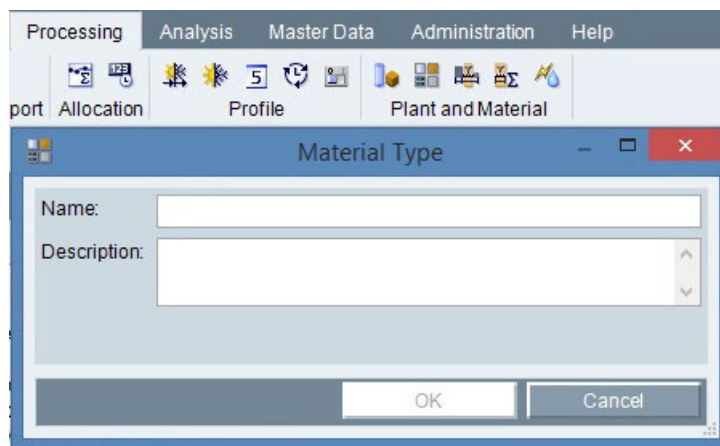 Processing Analysis Master Data Administration Help
port Allocation Profile Plant and Material
Material Type
Name:
Description:
OK Cancel